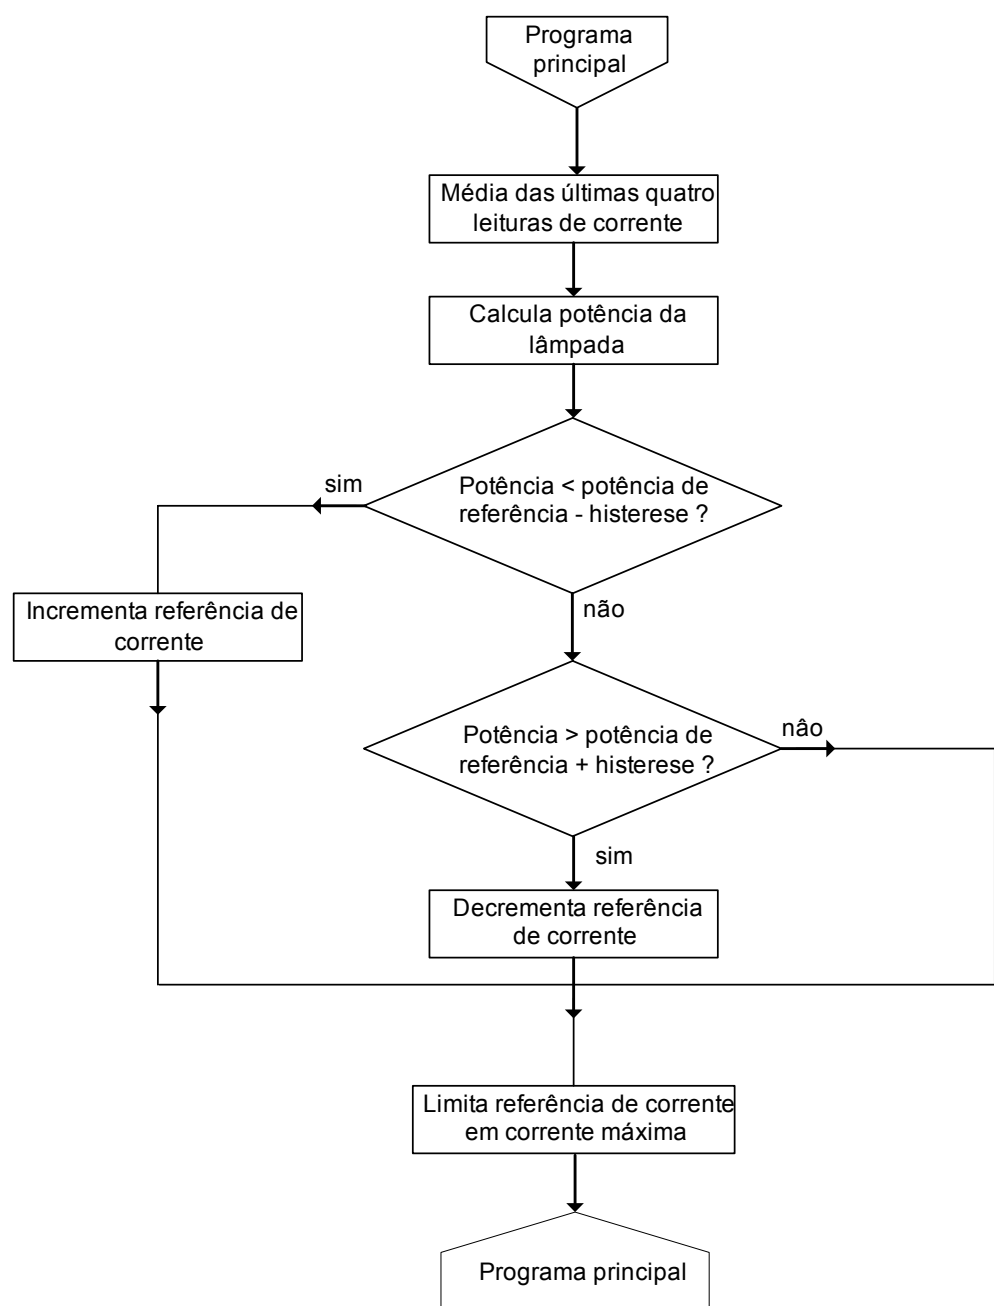 Programa
principal
Média das últimas quatro
leituras de corrente
Calcula potência da
lâmpada
sim
Potência < potência de
referência - histerese ?
Incrementa referência de
corrente
não
Potência > potência de
referência + histerese ?
nâo
sim
Decrementa referência
de corrente
Limita referência de corrente
em corrente máxima
Programa principal